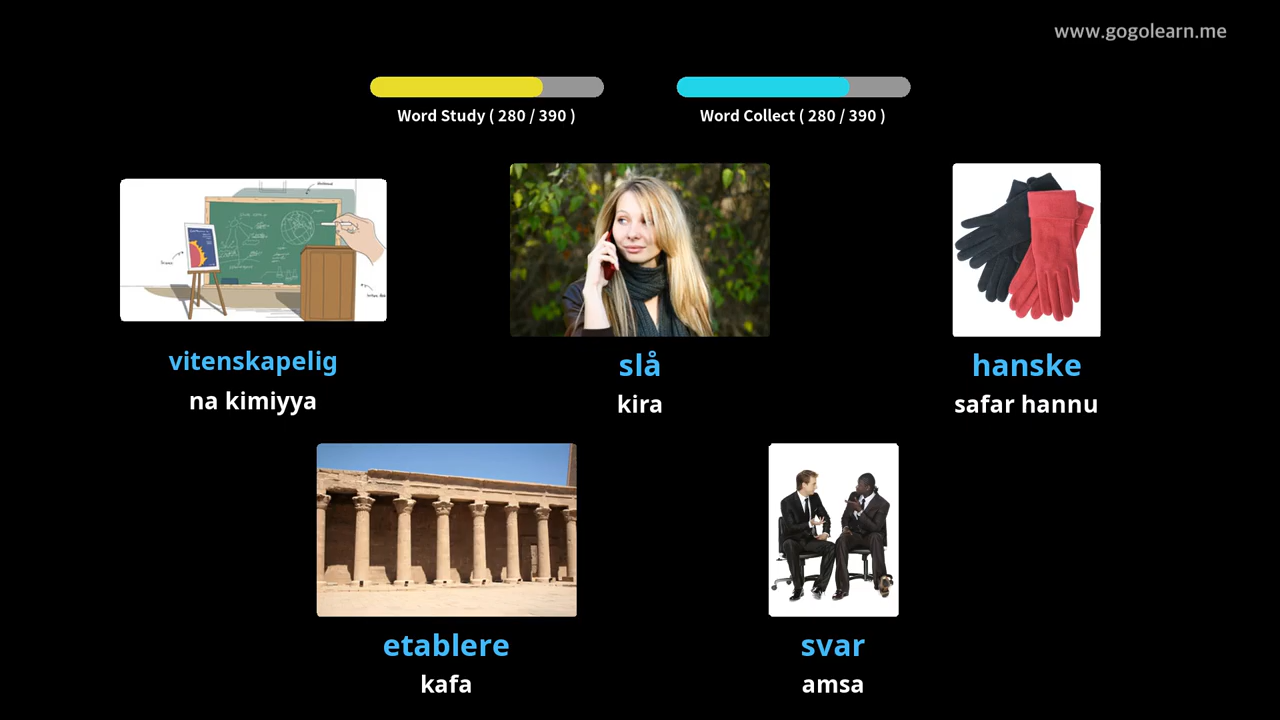 www.gogolearn.me
Word Study ( 280 / 390 )
Word Collect ( 280 / 390 )
vitenskapelig
na kimiyya
slå
kira
hanske
safar hannu
etablere
kafa
svar
amsa